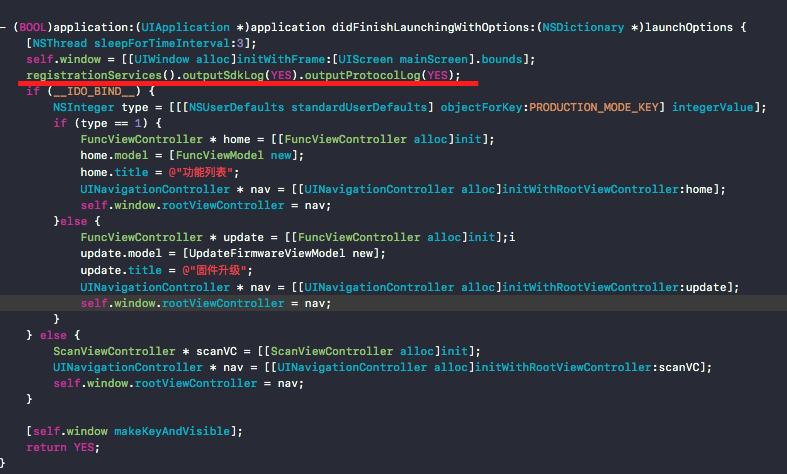 - (BOOL)application:(UIApplication *)application didFinishLaunchingWithOptions:(NSDictionary *)launchOptions {
[NSThread sleepForTimeInterval:3];
self.window = [[UIWindow alloc]initWithFrame:[UIScreen mainScreen].bounds];
registrationServices().outputSdkLog(YES).outputProtocolLog(YES);
if (__IDO_BIND__) {
NSInteger type = [[[NSUserDefaults standardUserDefaults] objectForKey:PRODUCTION_MODE_KEY] integerValue];
if (type == 1) {
FuncViewController * home = [[FuncViewController alloc]init];
home.model = [FuncViewModel new];
home.title = @"功能列表";
UINavigationController * nav = [[UINavigationController alloc]initWithRootViewController:home];
self.window.rootViewController = nav;
}else {
FuncViewController * update = [[FuncViewController alloc]init];i
update.model = [UpdateFirmwareViewModel new];
update.title = @"固件升级";
UINavigationController * nav = [[UINavigationController alloc]initWithRootViewController:update];
self.window.rootViewController = nav;
}
} else {
ScanViewController * scanVC = [[ScanViewController alloc]init];
UINavigationController * nav = [[UINavigationController alloc]initWithRootViewController:scanVC];
self.window.rootViewController = nav;
}
[self.window makeKeyAndVisible];
return YES;
}